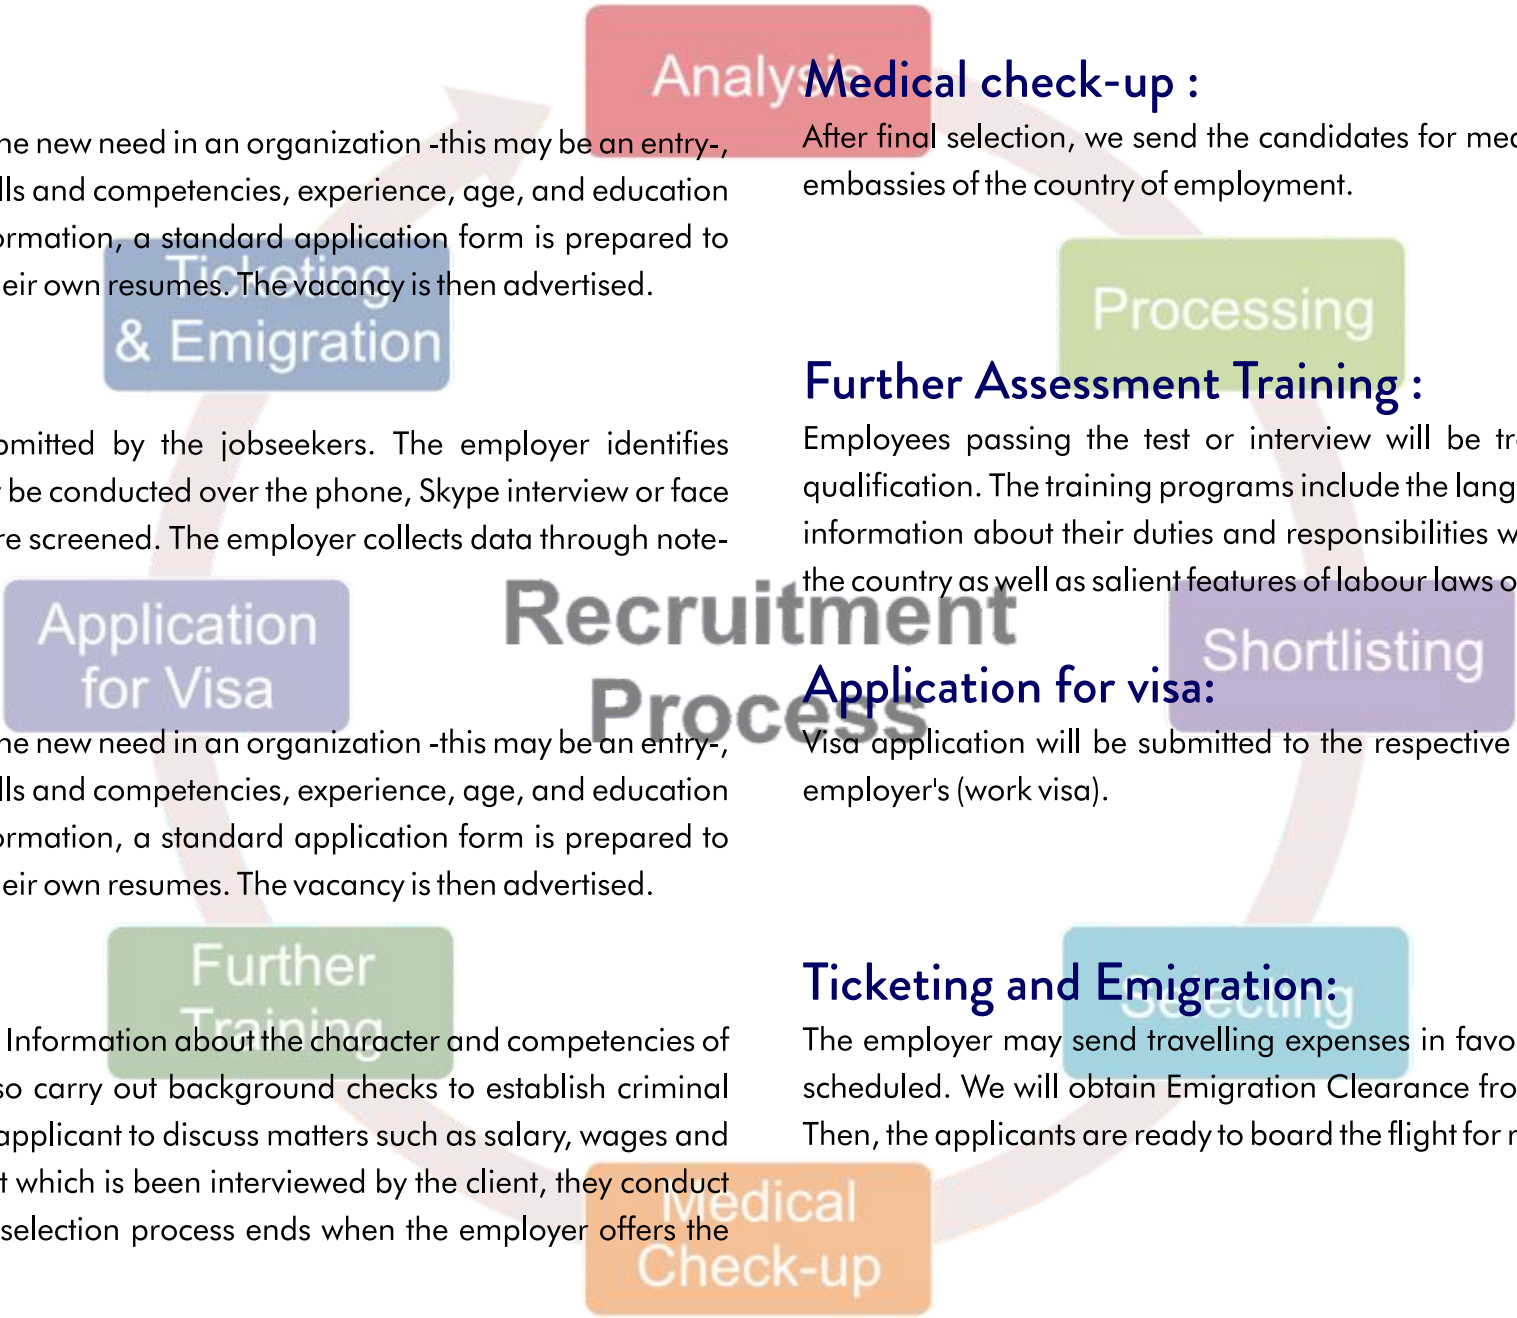 Analysis
he new need in an organization -this may be an entry-,
lls and competencies, experience, age, and education
ormation, a standard application form is prepared to
eir own resumes. The vacancy is then advertised.
Ticketing
& Emigration
bmitted by the jobseekers. The employer identifies
be conducted over the phone, Skype interview or face
re screened. The employer collects data through note-
Application
for Visa
he new need in an organization -this may be an entry-,
lls and competencies, experience, age, and education
ormation, a standard application form is prepared to
eir own resumes. The vacancy is then advertised.
Further
Training
Information about the character and competencies of
so carry out background checks to establish criminal
applicant to discuss matters such as salary, wages and
t which is been interviewed by the client, they conduct
selection process ends when the employer offers the
Recruitment
Process
Medical check-up :
After final selection, we send the candidates for med
embassies of the country of employment.
Processing
Further Assessment Training :
Employees passing the test or interview will be tr
qualification. The training programs include the lang
information about their duties and responsibilities w
the country as well as salient features of labour laws o
Shortlisting
Application for visa:
Visa application will be submitted to the respective
employer's (work visa).
Selecting
Ticketing and Emigration:
The employer may send travelling expenses in favo
scheduled. We will obtain Emigration Clearance fro
Then, the applicants are ready to board the flight for
Medical
Check-up